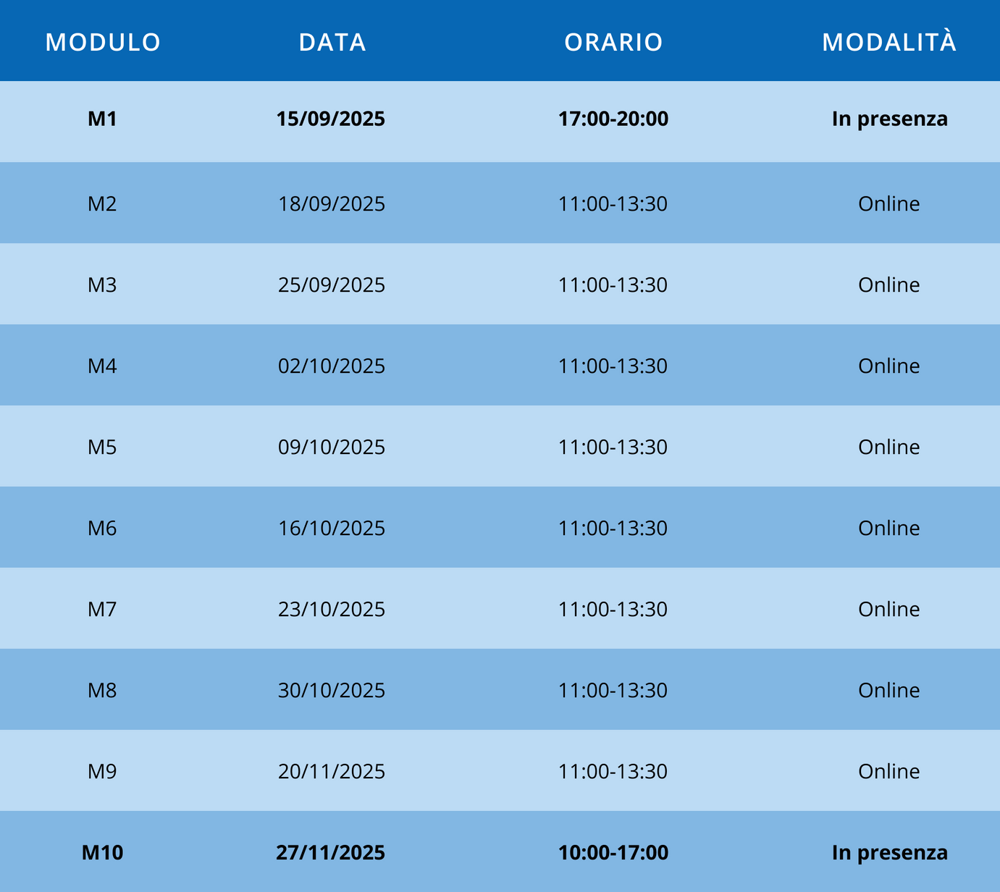 MODULO DATA ORARIO MODALITÀ
M1 15/09/2025 17:00-20:00 In presenza
M2 18/09/2025 11:00-13:30 Online
M3 25/09/2025 11:00-13:30 Online
M4 02/10/2025 11:00-13:30 Online
M5 09/10/2025 11:00-13:30 Online
M6 16/10/2025 11:00-13:30 Online
M7 23/10/2025 11:00-13:30 Online
M8 30/10/2025 11:00-13:30 Online
M9 20/11/2025 11:00-13:30 Online
M10 27/11/2025 10:00-17:00 In presenza